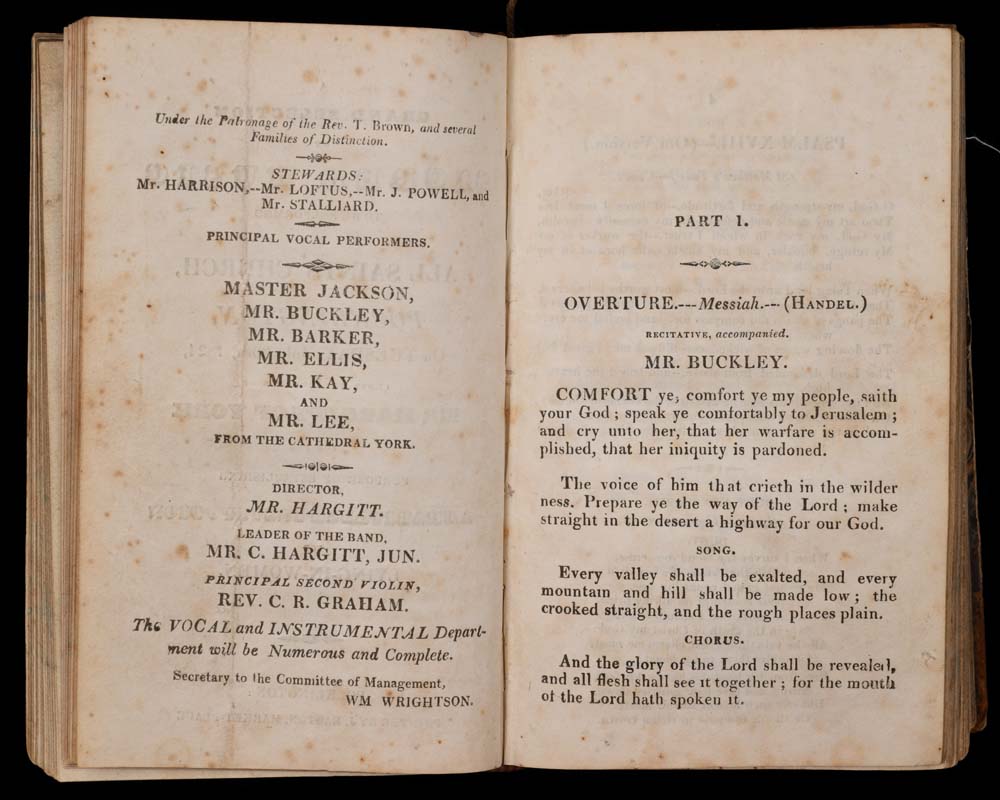 Under the Patronage of the Rev. T. Brown, and several
Families of Distinction.
STEWARDS:
Mr. HARRISON,--Mr. LOFTUS,--Mr. J. POWELL, and
Mr. STALLIARD.
PRINCIPAL VOCAL PERFORMERS.
MASTER JACKSON,
MR. BUCKLEY,
MR. BARKER,
MR. ELLIS,
MR. KAY,
AND
MR. LEE,
FROM THE CATHEDRAL YORK.
DIRECTOR,
MR. HARGITT.
LEADER OF THE BAND,
MR. C. HARGITT, JUN.
PRINCIPAL SECOND VIOLIN,
REV. C. R. GRAHAM.
The VOCAL and INSTRUMENTAL Depart-
ment will be Numerous and Complete.
Secretary to the Committee of Management,
WM WRIGHTSON.
PART 1.
OVERTURE.---Messiah.---(HANDEL.)
RECITATIVE, accompanied.
MR. BUCKLEY.
COMFORT ye, comfort ye my people, saith
your God ; speak ye comfortably to Jerusalem ;
and cry unto her, that her warfare is accom-
plished, that her iniquity is pardoned.
The voice of him that crieth in the wilder
ness. Prepare ye the way of the Lord ; make
straight in the desert a highway for our God.
SONG.
Every valley shall be exalted, and every
mountain and hill shall be made low ; the
crooked straight, and the rough places plain.
CHORUS.
And the glory of the Lord shall be revealed,
and all flesh shall see it together ; for the mouth
of the Lord hath spoken it.